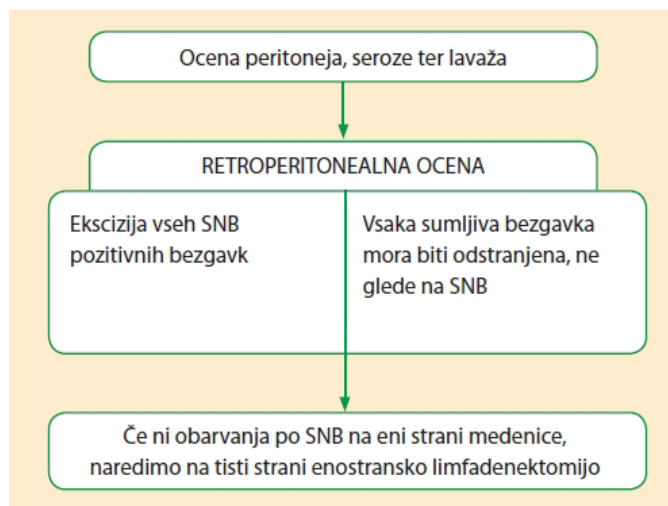 Ocena peritoneja, seroze ter lavaža
RETROPERITONEALNA OCENA
Ekscizija vseh SNB
pozitivnih bezgavk
Vsaka sumljiva bezgavka
mora biti odstranjena, ne
glede na SNB
Če ni obarvanja po SNB na eni strani medenice,
naredimo na tisti strani enostransko limfadenektomijo